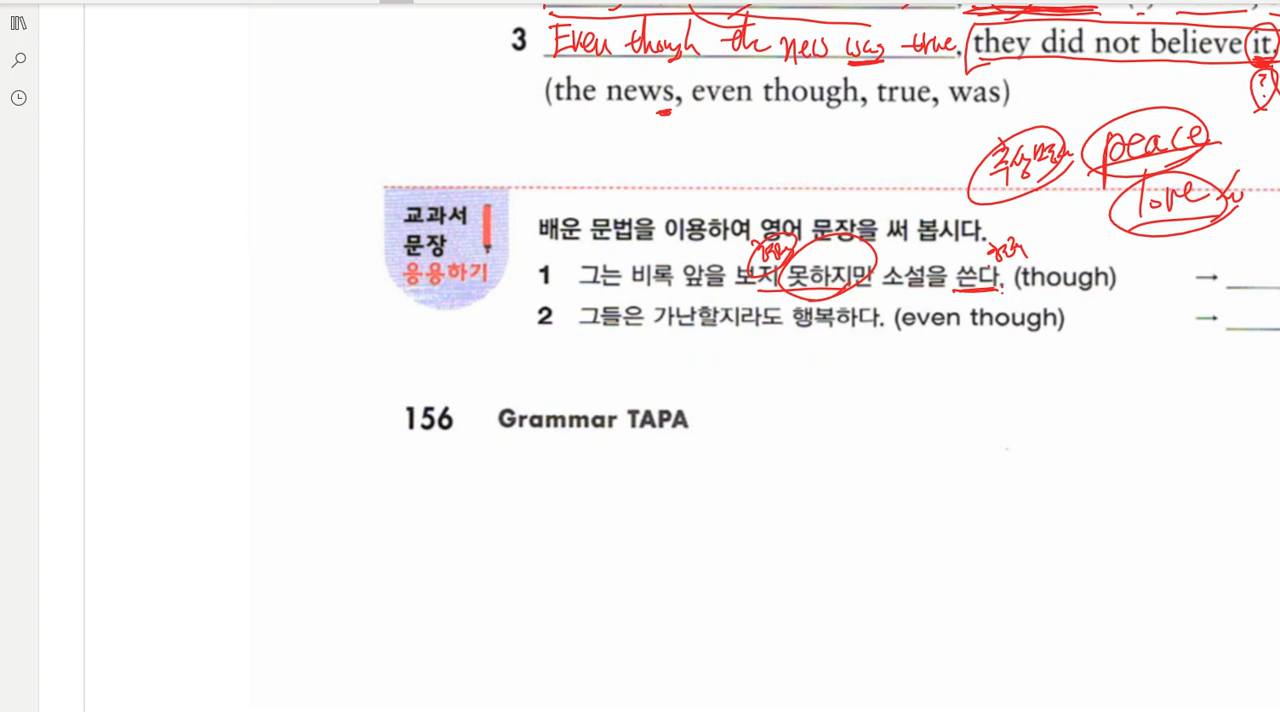 3 Even though the news was true, they did not believe it.
?
(the news, even though, true, was)
peace
love
교과서
문장
응용하기
배운 문법을 이용하여 영어 문장을 써 봅시다.
1 그는 비록 앞을 보지 못하지만 소설을 쓴다. (though) →
2 그들은 가난할지라도 행복하다. (even though) →
156 Grammar TAPA